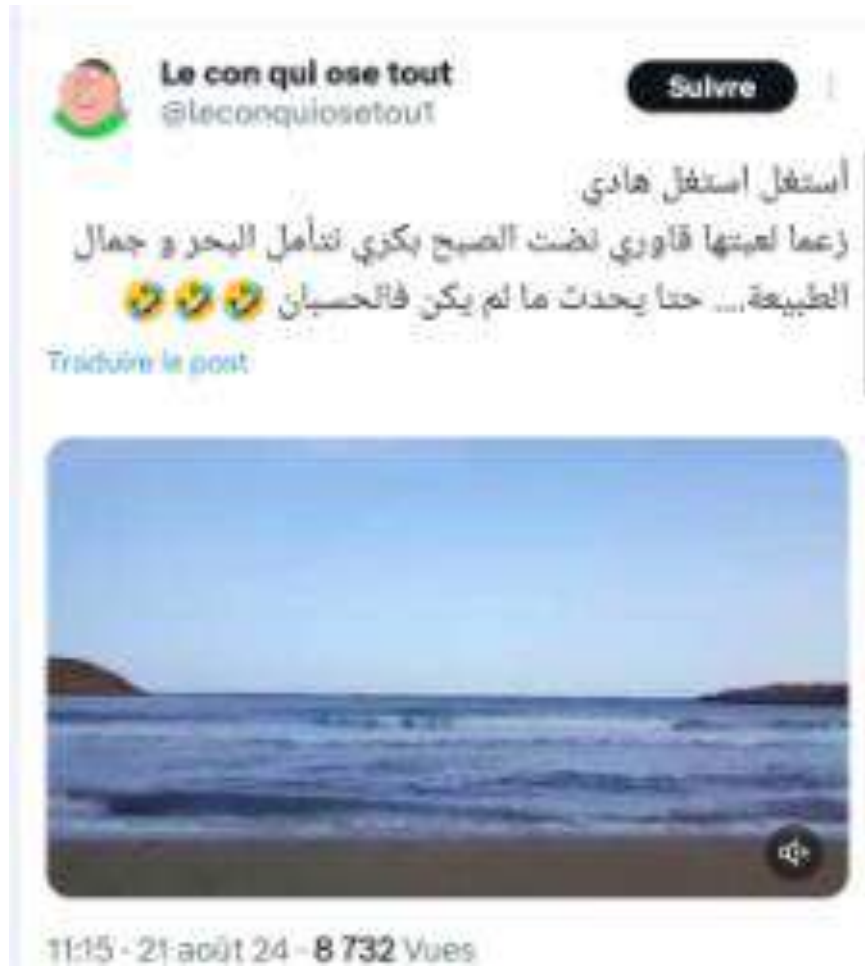 Le con qui ose tout
@leconquiosetout
Suivre
أستغل استغل هادي
زعما لعبتها قاوري نضت الصبح بكري نتأمل البحر و جمال
الطبيعة.... حتا يحدث ما لم يكن فالحسبان 🤣🤣🤣
Traduire le post
11:15 - 21 août 24 - 8 732 Vues